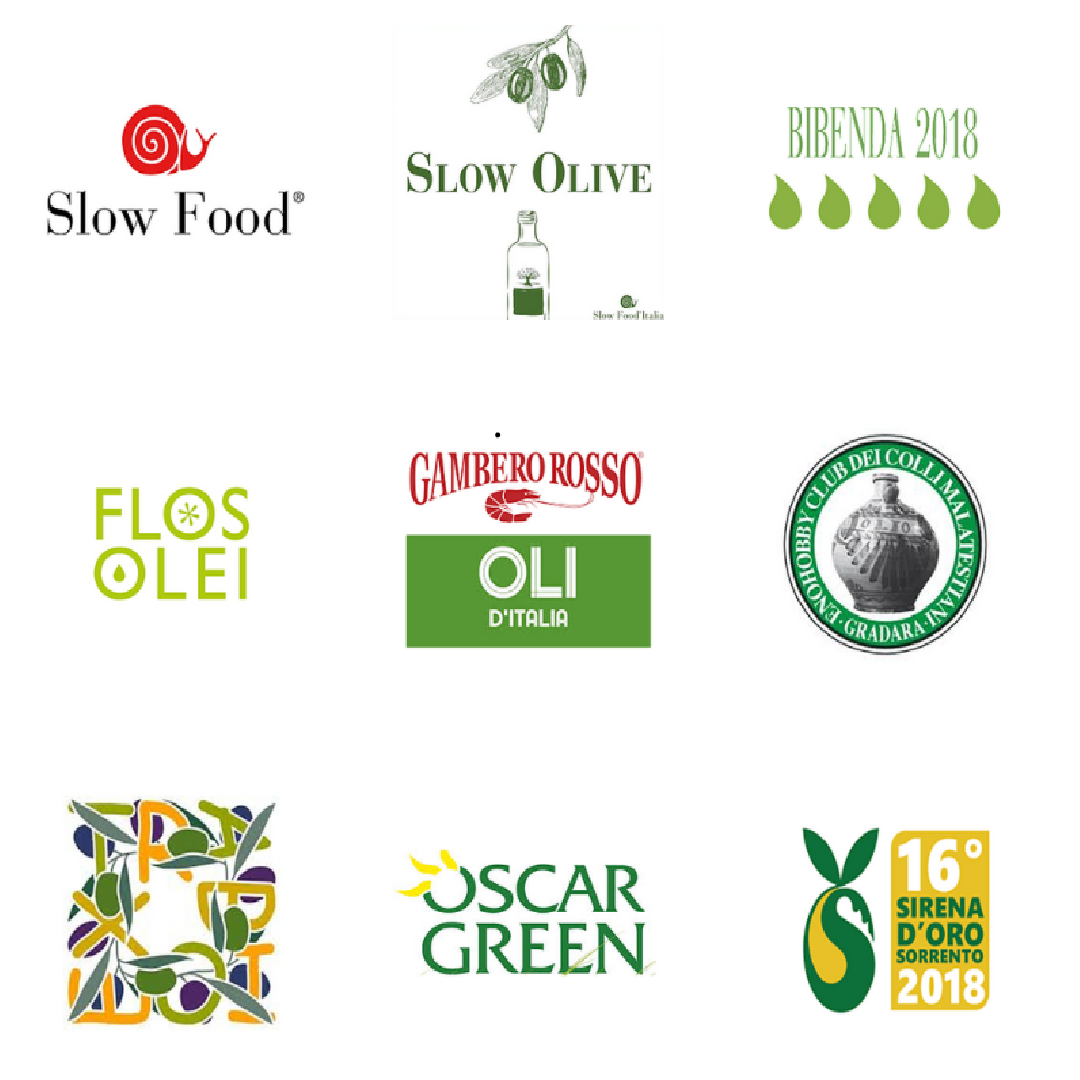 Slow Food®
SLOW OLIVE
Slow Food® Italia
BIBENDA 2018
FLOS
OLEI
GAMBERO ROSSO®
OLI
D'ITALIA
ENOHOBBY CLUB DEI COLLI MALATESTIANI · GRADARA ·
OLIO
OSCAR
GREEN
16°
SIRENA
D'ORO
SORRENTO
2018